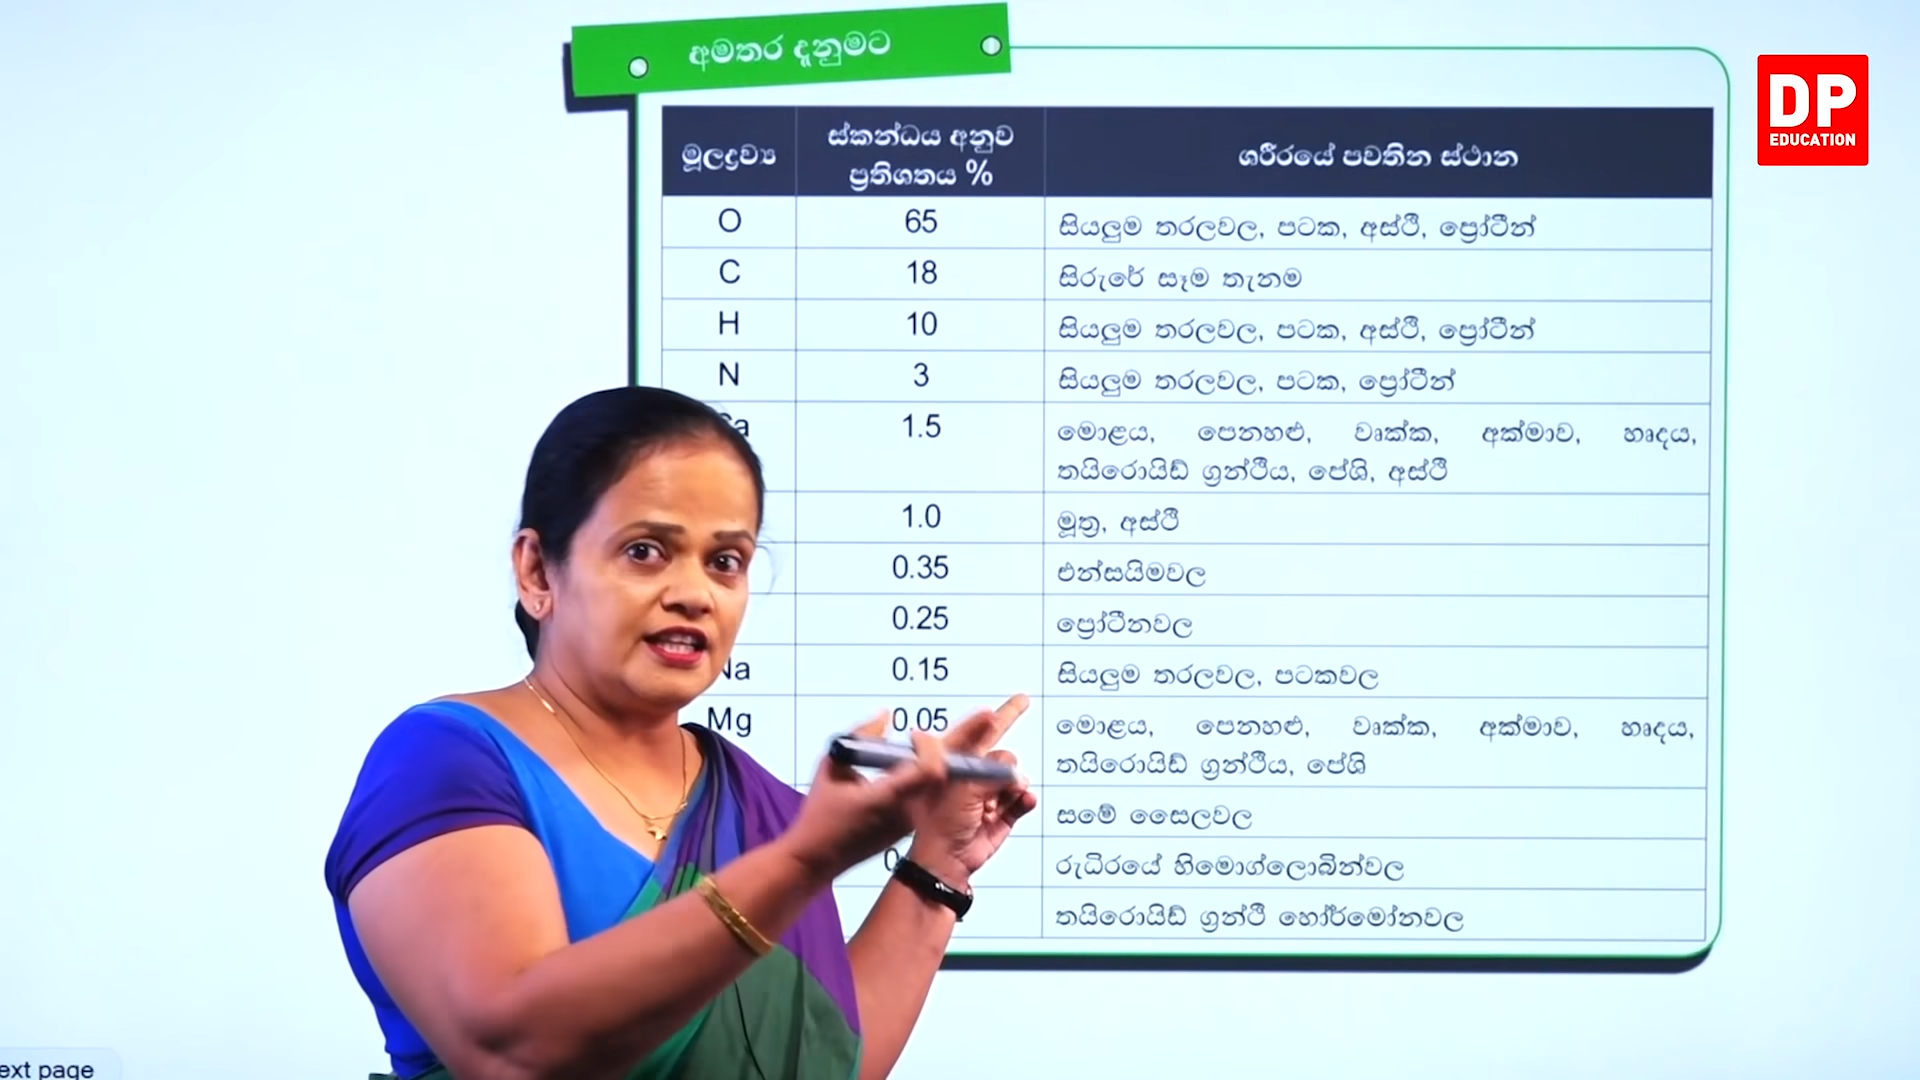 අමතර දැනුමට
DP
EDUCATION
මූලද්‍රව්‍ය
ස්කන්ධය අනුව
ප්‍රතිශතය %
ශරීරයේ පවතින ස්ථාන
O 65 සියලුම තරලවල, පටක, අස්ථි, ප්‍රෝටීන්
C 18 සිරුරේ සෑම තැනම
H 10 සියලුම තරලවල, පටක, අස්ථි, ප්‍රෝටීන්
N 3 සියලුම තරලවල, පටක, ප්‍රෝටීන්
1.5 මොළය, පෙනහළු, වෘක්ක, අක්මාව, හෘදය,
තයිරොයිඩ් ග්‍රන්ථිය, පේශි, අස්ථි
1.0 මූත්‍ර, අස්ථි
0.35 එන්සයිමවල
0.25 ප්‍රෝටීනවල
Na 0.15 සියලුම තරලවල, පටකවල
Mg 0.05 මොළය, පෙනහළු, වෘක්ක, අක්මාව, හෘදය,
තයිරොයිඩ් ග්‍රන්ථිය, පේශි
සමේ සෛලවල
රුධිරයේ හිමොග්ලොබින්වල
තයිරොයිඩ් ග්‍රන්ථි හෝර්මෝනවල
ext page